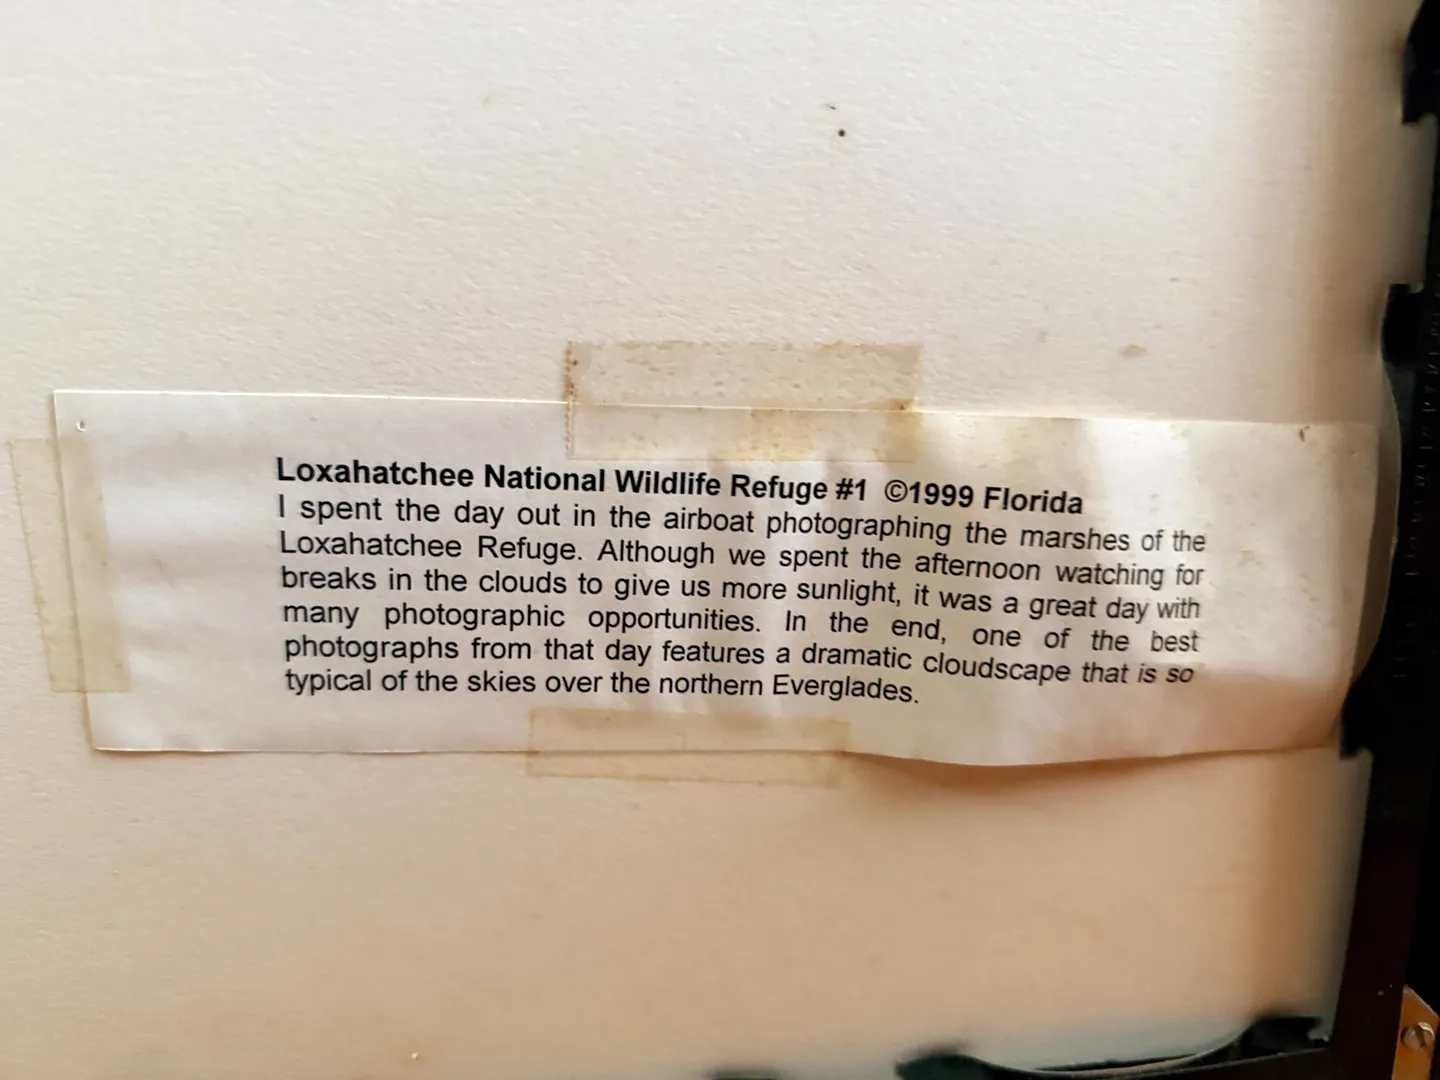 Loxahatchee National Wildlife Refuge #1 ©1999 Florida
I spent the day out in the airboat photographing the marshes of the
Loxahatchee Refuge. Although we spent the afternoon watching for
breaks in the clouds to give us more sunlight, it was a great day with
many photographic opportunities. In the end, one of the best
photographs from that day features a dramatic cloudscape that is so
typical of the skies over the northern Everglades.